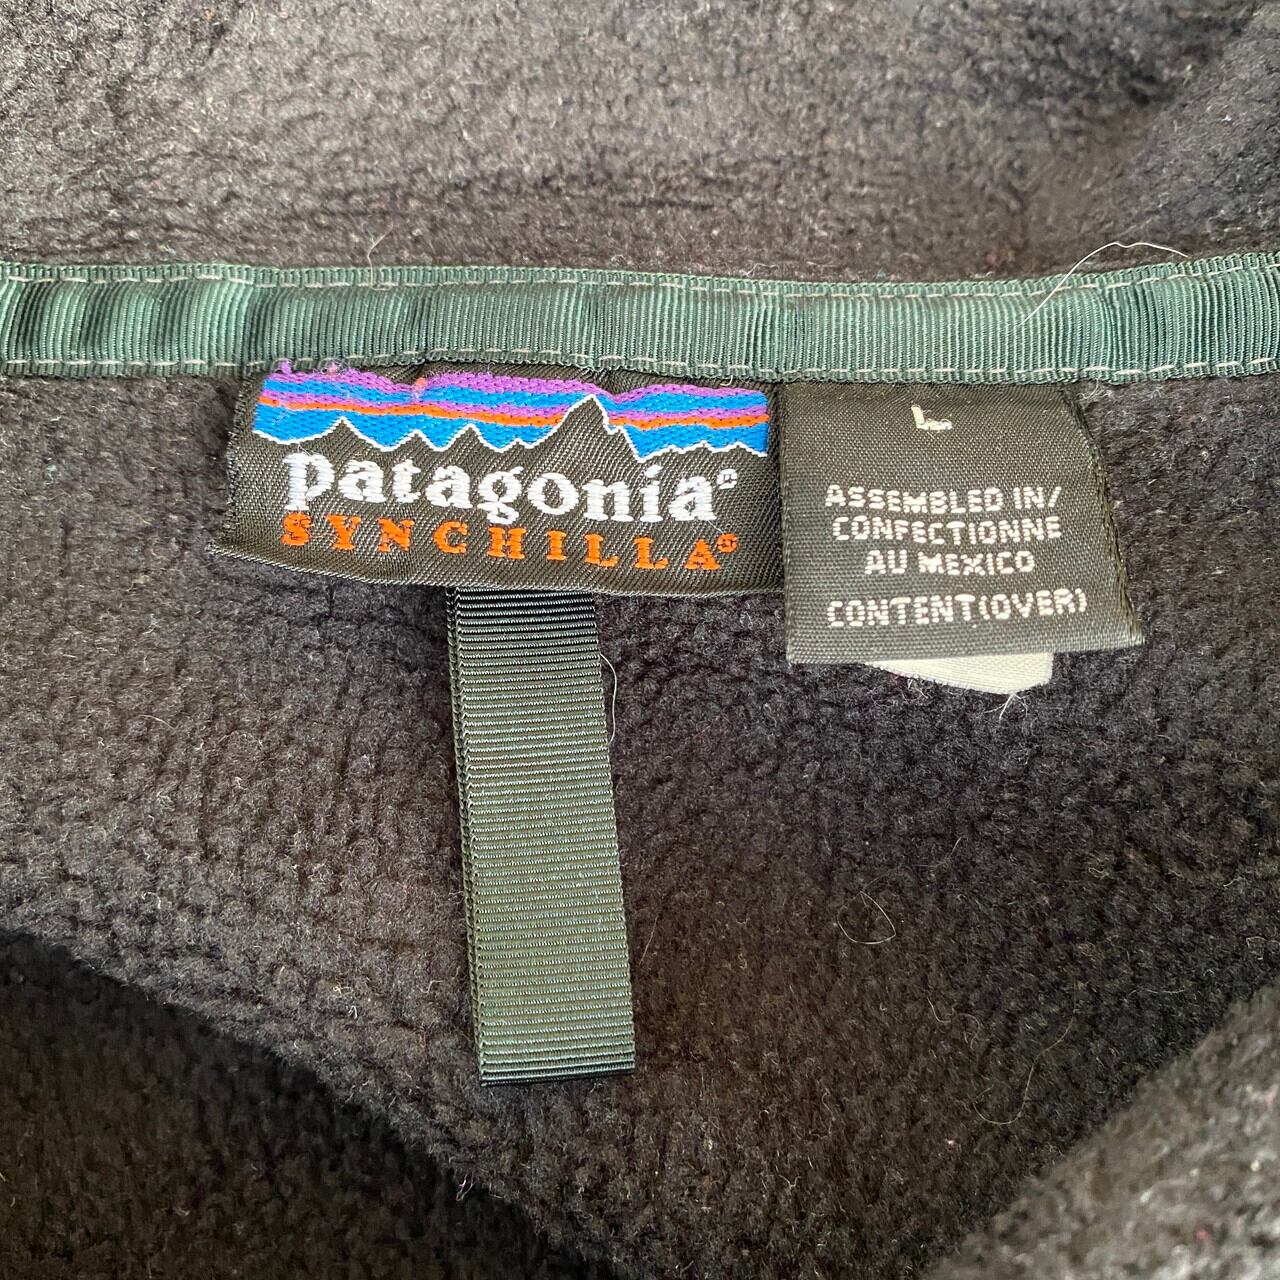 patagonia®
SYNCHILLA®
L
ASSEMBLED IN/
CONFECTIONNE
AU MEXICO
CONTENT(OVER)